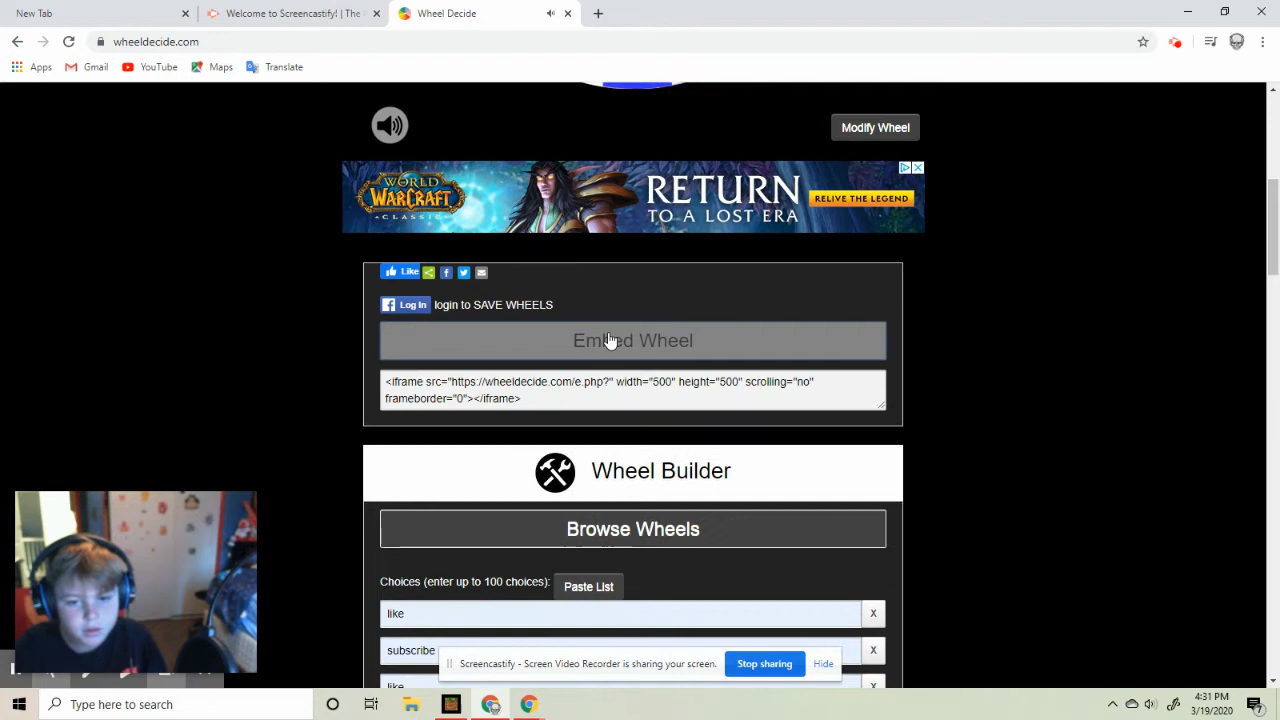 New Tab
Welcome to Screencastify! | The
Wheel Decide
wheeldecide.com
Apps
Gmail
YouTube
Maps
Translate
Modify Wheel
WORLD
WARCRAFT
CLASSIC
RETURN
TO A LOST ERA
RELIVE THE LEGEND
Like
Log In
login to SAVE WHEELS
Embed Wheel
<iframe src="https://wheeldecide.com/e.php?" width="500" height="500" scrolling="no"
frameborder="0"></iframe>
Wheel Builder
Browse Wheels
Choices (enter up to 100 choices):
Paste List
like
X
subscribe
X
Screencastify - Screen Video Recorder is sharing your screen.
Stop sharing
Hide
like
X
Type here to search
4:31 PM
3/19/2020